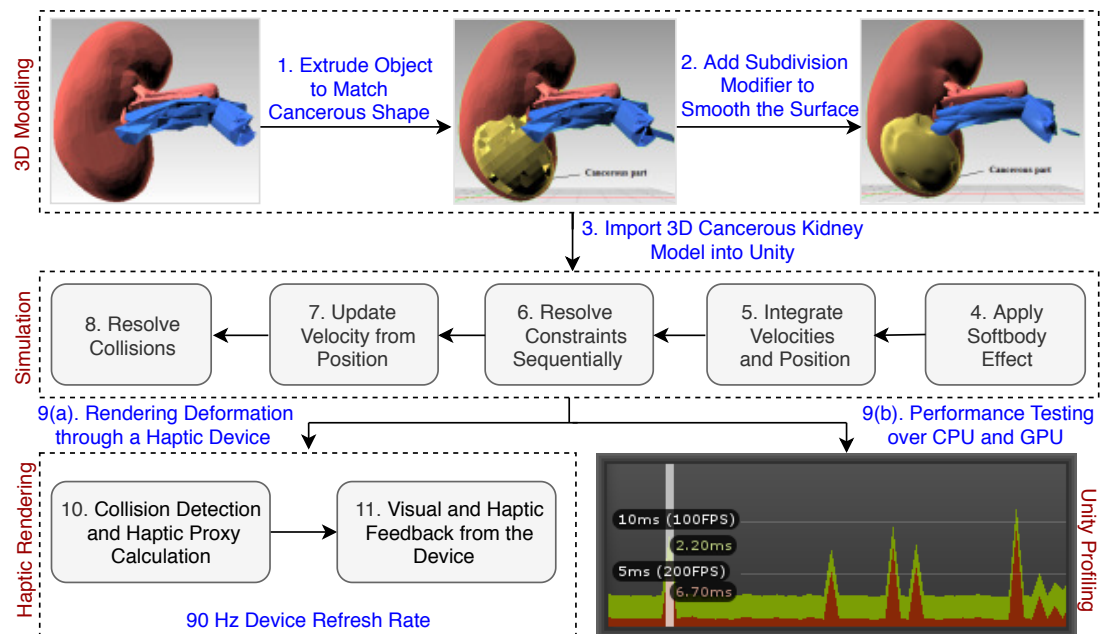 3D Modeling
1. Extrude Object
to Match
Cancerous Shape
2. Add Subdivision
Modifier to
Smooth the Surface
Cancerous part
Cancerous part
3. Import 3D Cancerous Kidney
Model into Unity
Simulation
8. Resolve
Collisions
7. Update
Velocity from
Position
6. Resolve
Constraints
Sequentially
5. Integrate
Velocities
and Position
4. Apply
Softbody
Effect
9(a). Rendering Deformation
through a Haptic Device
9(b). Performance Testing
over CPU and GPU
Haptic Rendering
10. Collision Detection
and Haptic Proxy
Calculation
11. Visual and Haptic
Feedback from the
Device
90 Hz Device Refresh Rate
10ms (100FPS)
2.20ms
5ms (200FPS)
6.70ms
Unity Profiling